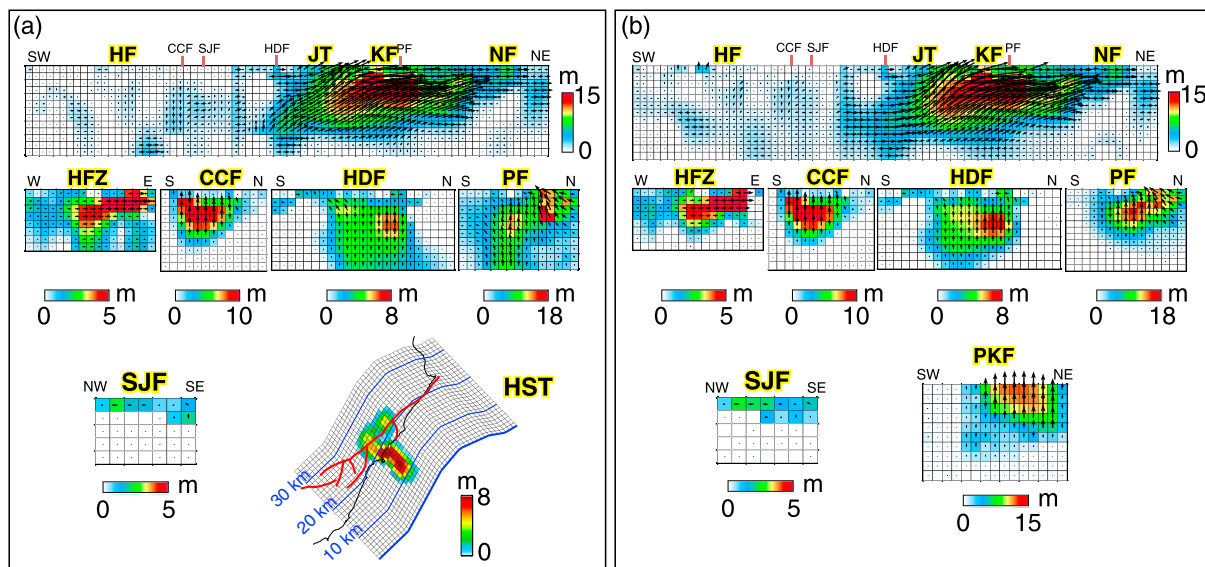 (a)
CCF SJF HDF PF
SW HF JT KF NF NE
m
15
0
W HFZ E S CCF N S HDF N S PF N
m m m m
0 5 0 10 0 8 0 18
SJF
NW SE
m
0 5
HST
30 km
20 km
10 km
m
8
0
(b)
CCF SJF HDF PF
SW HF JT KF NF NE
m
15
0
W HFZ E S CCF N S HDF N S PF N
m m m m
0 5 0 10 0 8 0 18
SJF
NW SE
m
0 5
PKF
SW NE
m
0 15